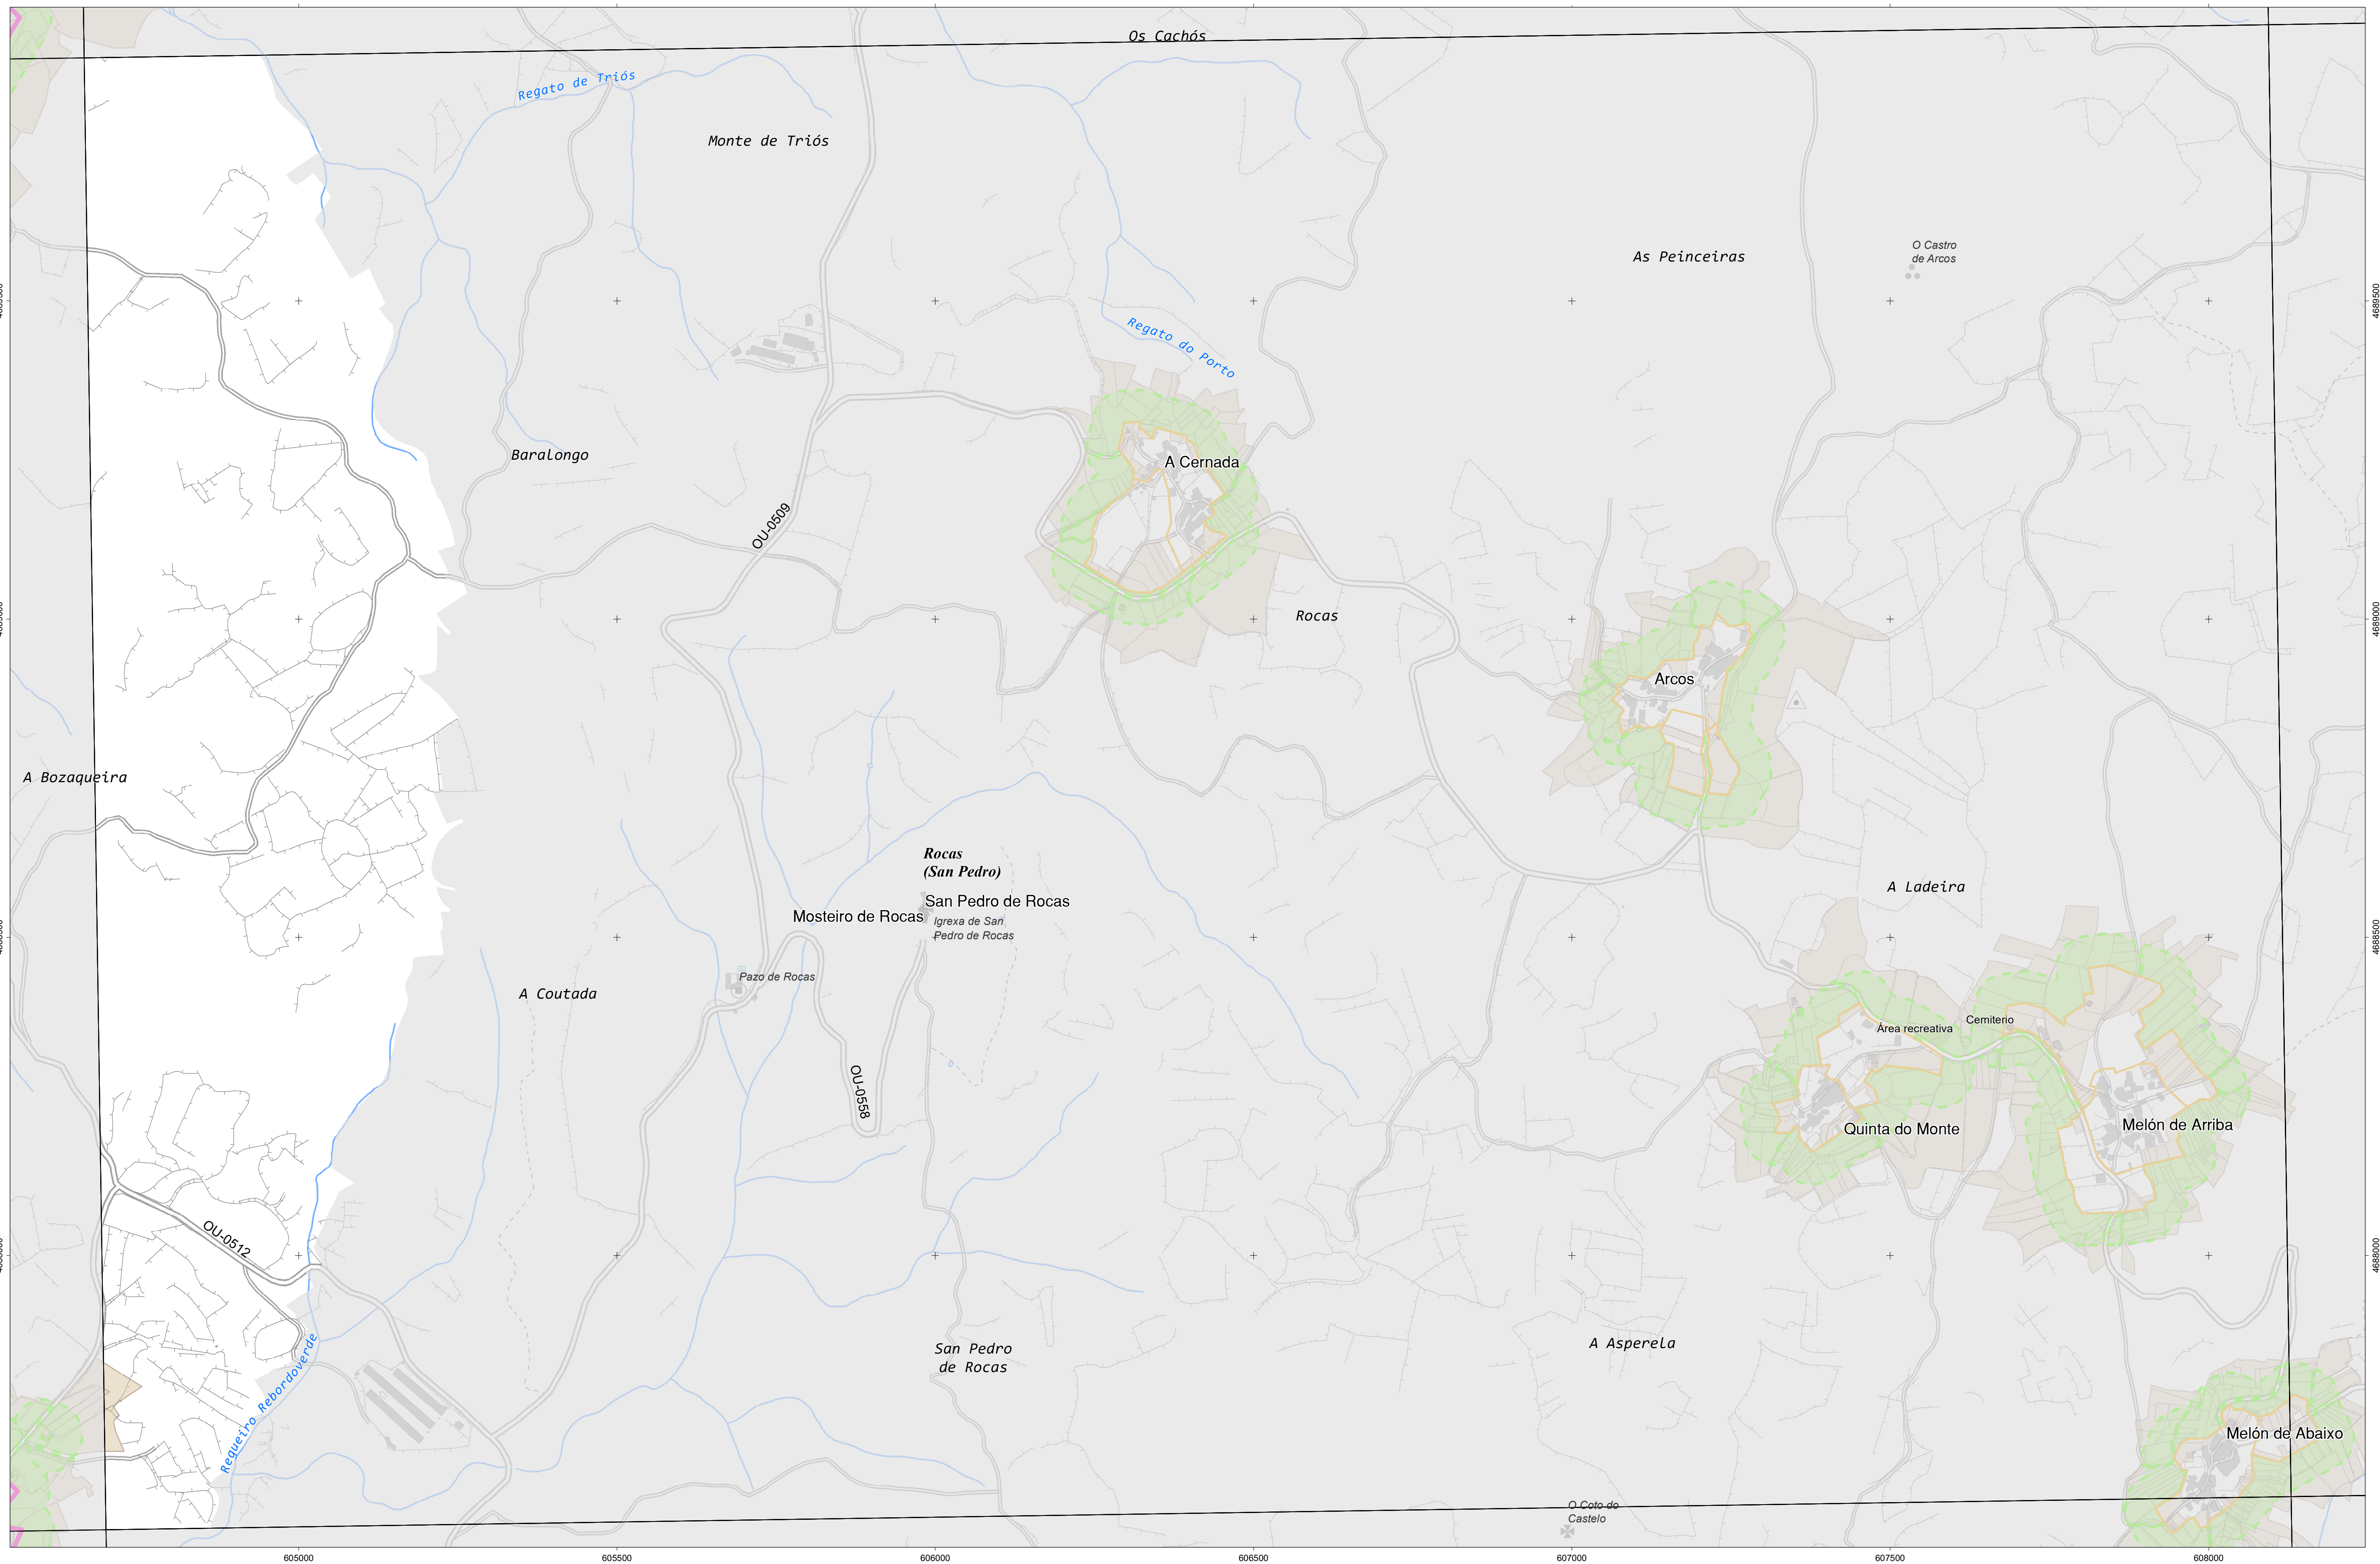 Os Cachós
Regato de Triós
Monte de Triós
O Castro
de Arcos
As Peinceiras
4689500
Regato do Porto
Baralongo
A Cernada
OU-0509
Rocas
4689000
Arcos
A Bozaqueira
Rocas
(San Pedro)
A Ladeira
San Pedro de Rocas
Mosteiro de Rocas
Igrexa de San
Pedro de Rocas
4688500
Pazo de Rocas
A Coutada
Cemiterio
Área recreativa
OU-0558
Melón de Arriba
Quinta do Monte
OU-0512
4688000
A Asperela
San Pedro
de Rocas
Regueiro Rebordoverde
Melón de Abaixo
O Coto do
Castelo
605000
605500
606000
606500
607000
607500
608000